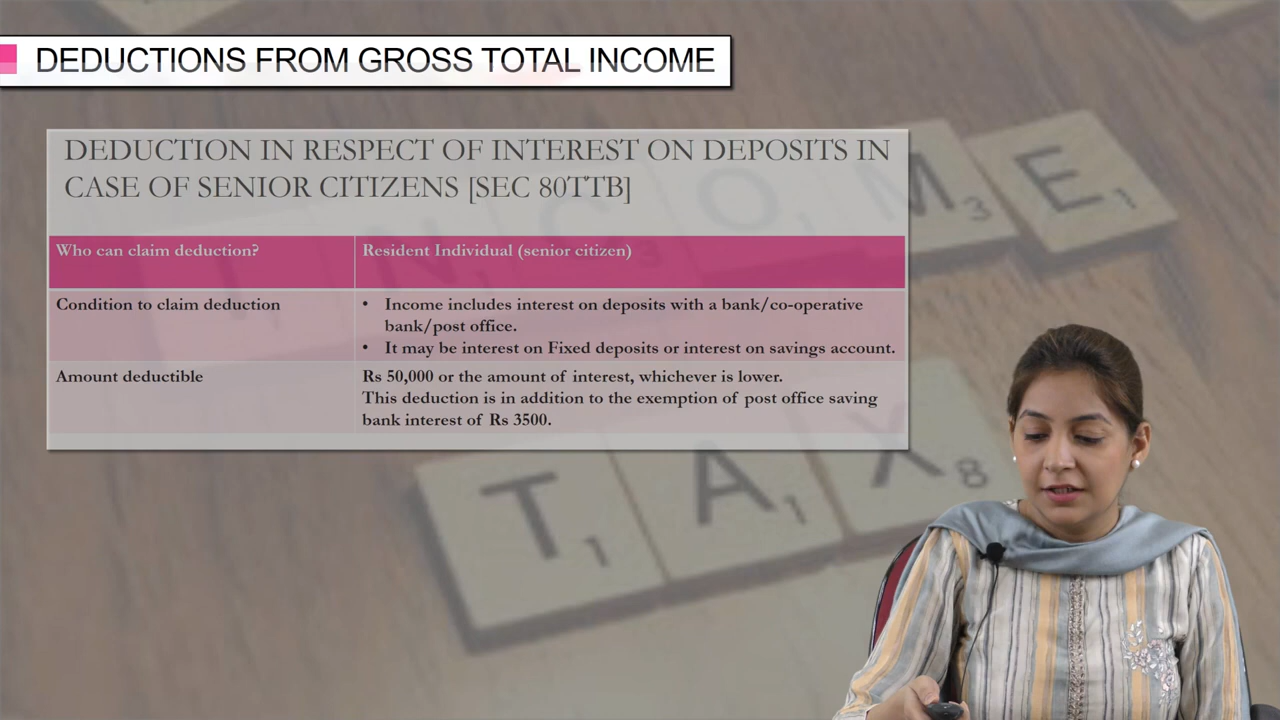 DEDUCTIONS FROM GROSS TOTAL INCOME
DEDUCTION IN RESPECT OF INTEREST ON DEPOSITS IN
CASE OF SENIOR CITIZENS [SEC 80TTB]
Who can claim deduction?
Resident Individual (senior citizen)
Condition to claim deduction
• Income includes interest on deposits with a bank/co-operative
bank/post office.
• It may be interest on Fixed deposits or interest on savings account.
Amount deductible
Rs 50,000 or the amount of interest, whichever is lower.
This deduction is in addition to the exemption of post office saving
bank interest of Rs 3500.
INCOME
TAX